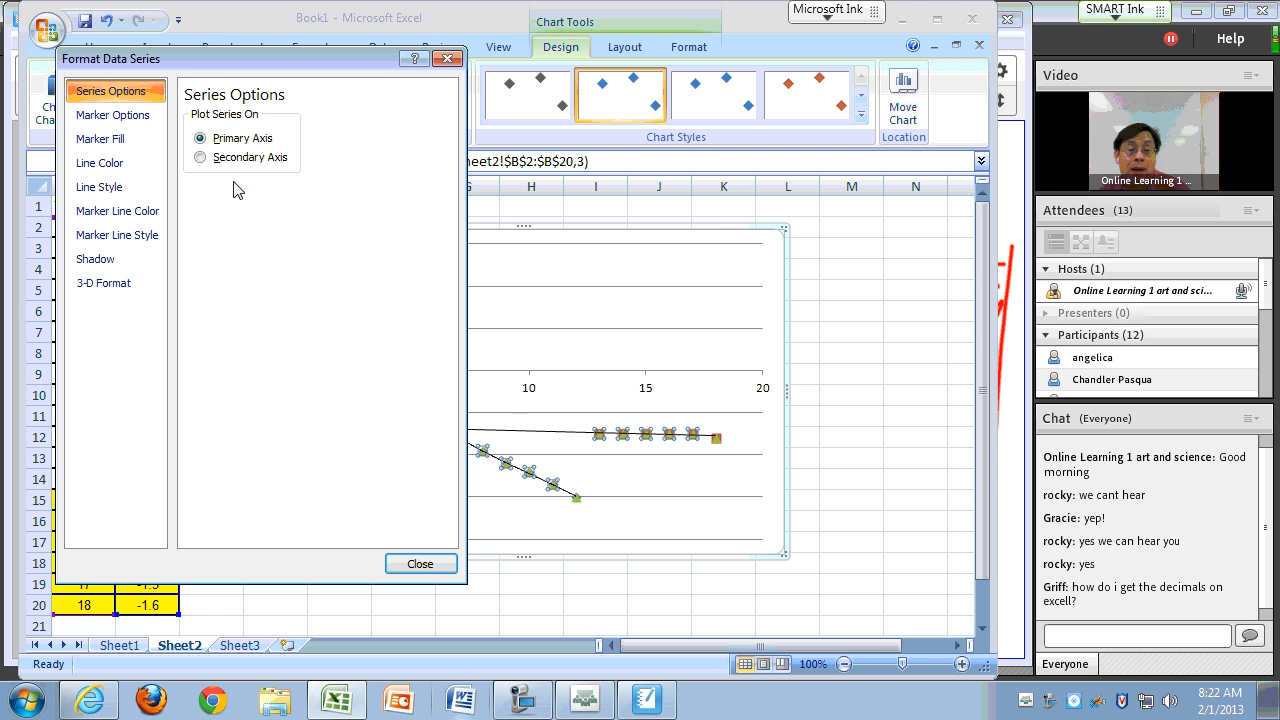 Book1 - Microsoft Excel
Chart Tools
Microsoft Ink
SMART Ink
Help
View
Design
Layout
Format
Format Data Series
Series Options
Marker Options
Marker Fill
Line Color
Line Style
Marker Line Color
Marker Line Style
Shadow
3-D Format
Series Options
Plot Series On
Primary Axis
Secondary Axis
Close
Chart Styles
Move
Chart
Location
heet2!$B$2:$B$20,3)
G H I J K L M N
1
2
3
4
5
6
7
8
9
10
11
12
13
14
15
16
17
18
19 17 -1.5
20 18 -1.6
21
10 15 20
Sheet1 Sheet2 Sheet3
Ready
100%
Video
Online Learning 1 ...
Attendees (13)
Hosts (1)
Online Learning 1 art and sci...
Presenters (0)
Participants (12)
angelica
Chandler Pasqua
Chat (Everyone)
Online Learning 1 art and science: Good
morning
rocky: we cant hear
Gracie: yep!
rocky: yes we can hear you
rocky: yes
Griff: how do i get the decimals on
excell?
Everyone
8:22 AM
2/1/2013